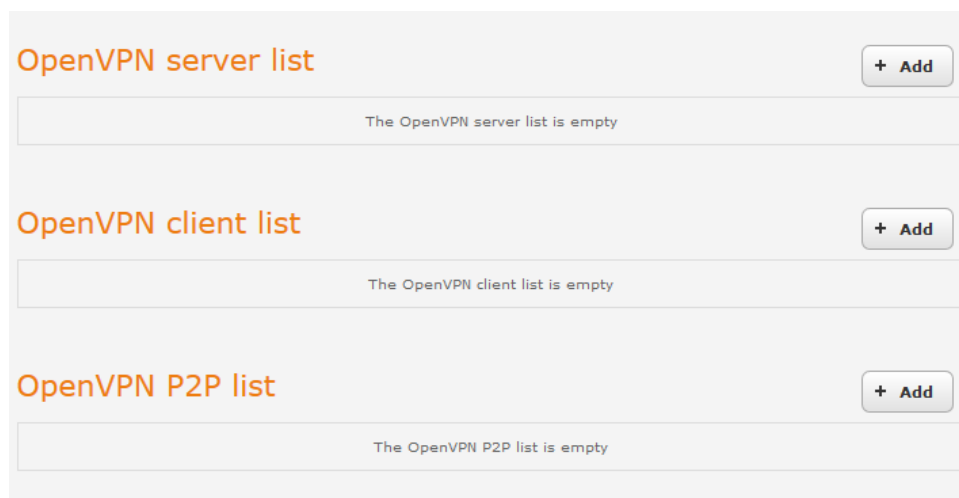 OpenVPN server list
+ Add
The OpenVPN server list is empty
OpenVPN client list
+ Add
The OpenVPN client list is empty
OpenVPN P2P list
+ Add
The OpenVPN P2P list is empty